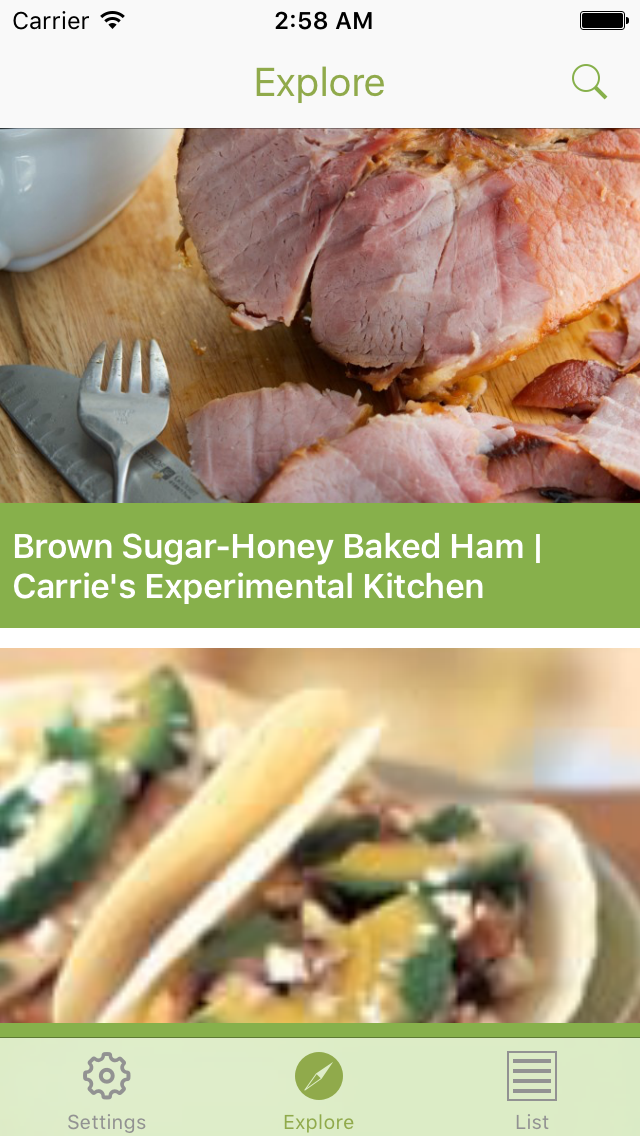 Carrier 2:58 AM
Explore
Brown Sugar-Honey Baked Ham |
Carrie's Experimental Kitchen
Settings Explore List